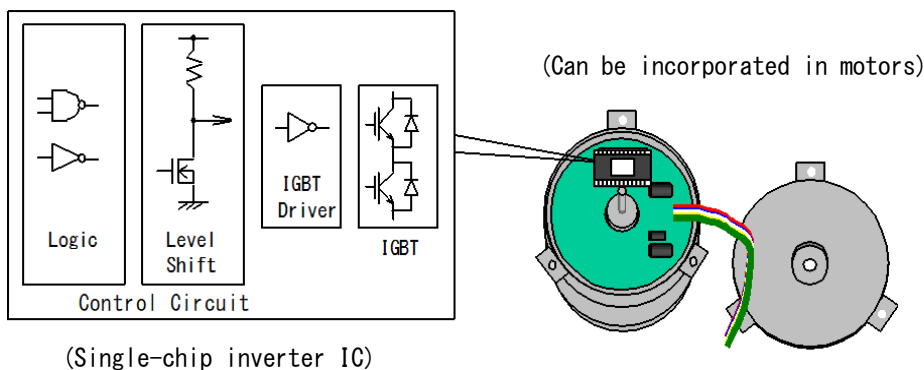 (Can be incorporated in motors)
Logic
Level
Shift
IGBT
Driver
IGBT
Control Circuit
(Single-chip inverter IC)